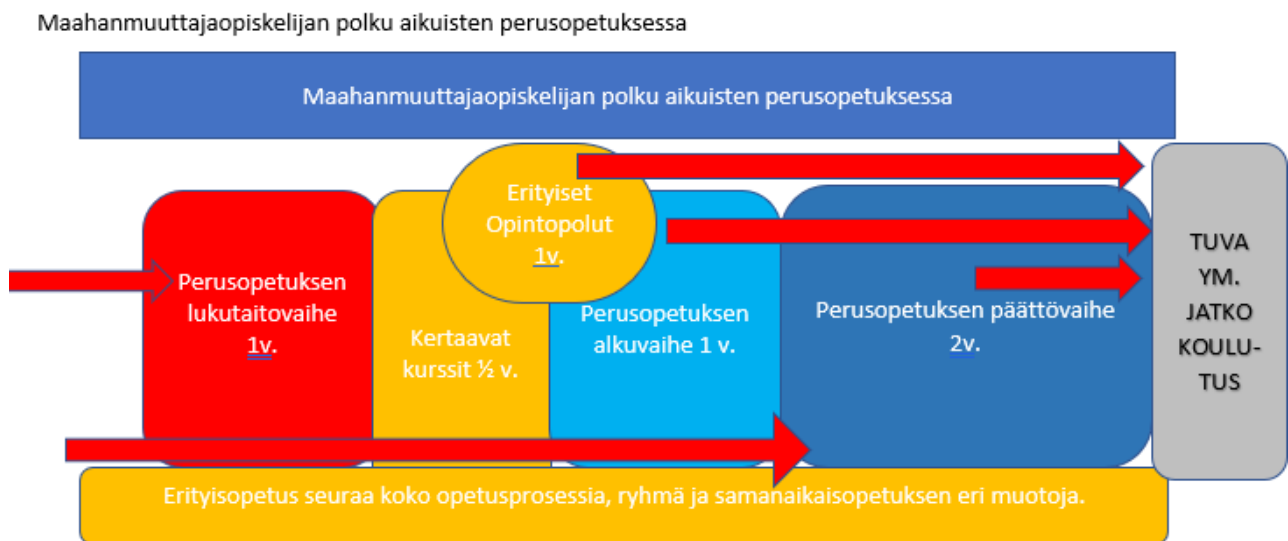 Maahanmuuttajaopiskelijan polku aikuisten perusopetuksessa
Maahanmuuttajaopiskelijan polku aikuisten perusopetuksessa
Erityiset
Opintopolut
1v.
Perusopetuksen
lukutaitovaihe
1v.
Kertaavat
kurssit ½ v.
Perusopetuksen
alkuvaihe 1 v.
Perusopetuksen päättövaihe
2v.
TUVA
YM.
JATKO
KOULU-
TUS
Erityisopetus seuraa koko opetusprosessia, ryhmä ja samanaikaisopetuksen eri muotoja.